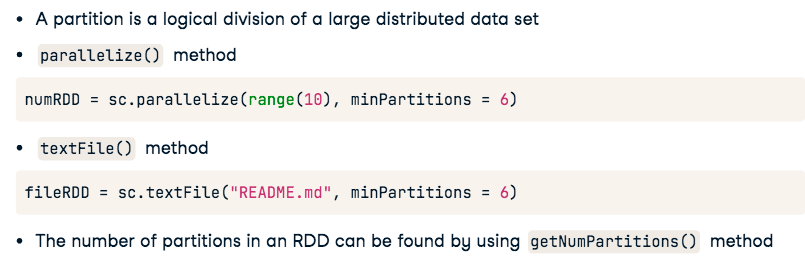 • A partition is a logical division of a large distributed data set
• parallelize() method
numRDD = sc.parallelize(range(10), minPartitions = 6)
• textFile() method
fileRDD = sc.textFile("README.md", minPartitions = 6)
• The number of partitions in an RDD can be found by using getNumPartitions() method